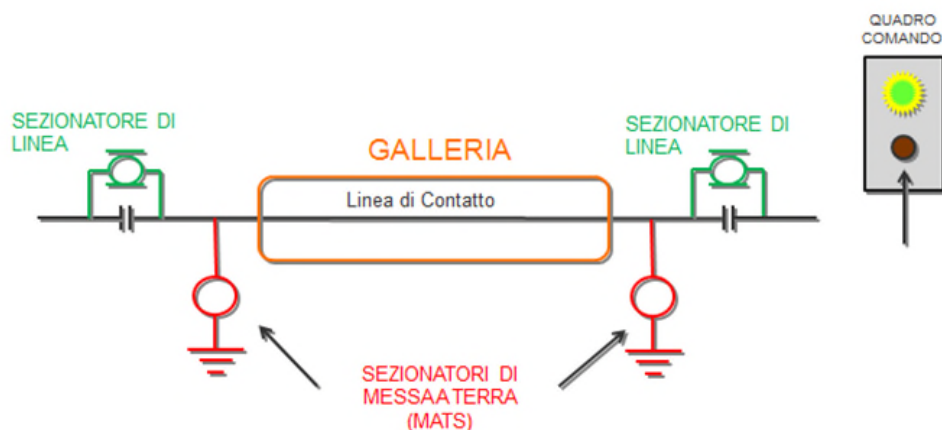 QUADRO
COMANDO
SEZIONATORE DI
LINEA
GALLERIA
SEZIONATORE DI
LINEA
Linea di Contatto
SEZIONATORI DI
MESSA A TERRA
(MATS)